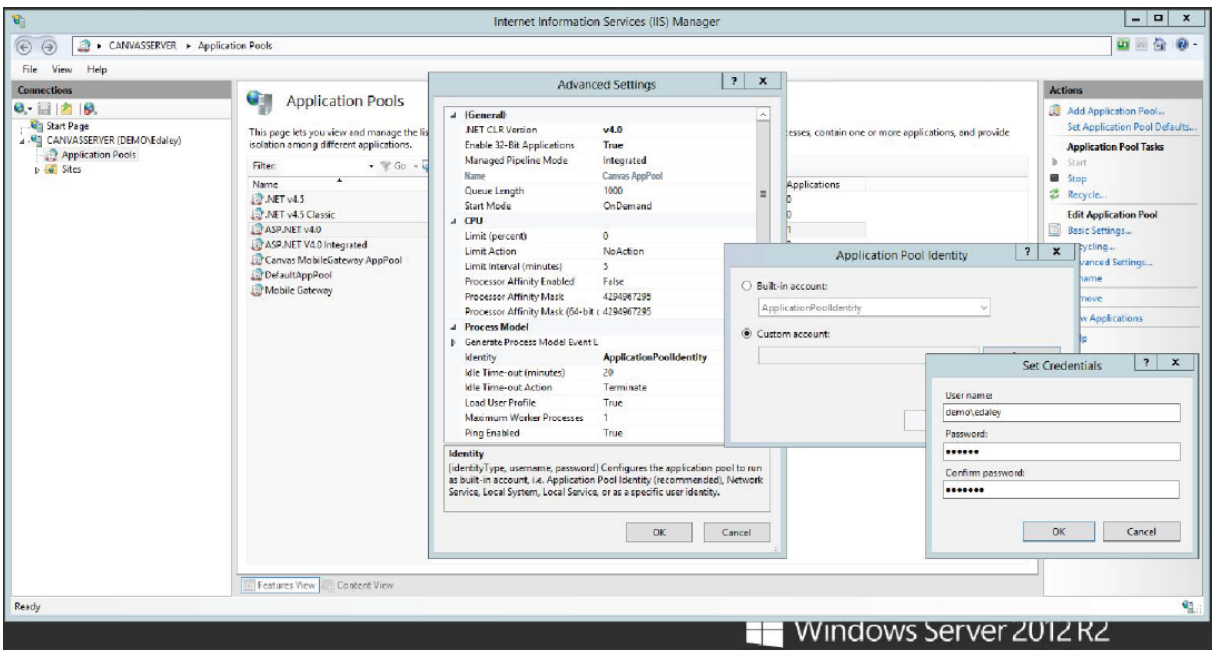 Internet Information Services (IIS) Manager
CANVASSERVER ▸ Application Pools
File View Help
Connections
Start Page
CANVASSERVER (DEMO\Edaley)
Application Pools
Sites
Application Pools
This page lets you view and manage the lis
esses, contain one or more applications, and provide
isolation among different applications.
Filter: Go
Name
Applications
.NET v4.5
0
.NET v4.5 Classic
0
ASP.NET v4.0
1
ASP.NET V4.0 Integrated
Canvas MobileGateway AppPool
DefaultAppPool
Mobile Gateway
Features View Content View
Ready
Advanced Settings
(General)
.NET CLR Version v4.0
Enable 32-Bit Applications True
Managed Pipeline Mode Integrated
Name Canvas AppPool
Queue Length 1000
Start Mode OnDemand
CPU
Limit (percent) 0
Limit Action NoAction
Limit Interval (minutes) 5
Processor Affinity Enabled False
Processor Affinity Mask 4294967295
Processor Affinity Mask (64-bit c 4294967295
Process Model
Generate Process Model Event L
Identity ApplicationPoolIdentity
Idle Time-out (minutes) 20
Idle Time-out Action Terminate
Load User Profile True
Maximum Worker Processes 1
Ping Enabled True
Identity
[identityType, username, password] Configures the application pool to run
as built-in account, i.e. Application Pool Identity (recommended), Network
Service, Local System, Local Service, or as a specific user identity.
OK Cancel
Application Pool Identity
Built-in account:
ApplicationPoolIdentity
Custom account:
Set Credentials
User name:
demo\edaley
Password:
••••••
Confirm password:
•••••••
OK Cancel
Actions
Add Application Pool...
Set Application Pool Defaults...
Application Pool Tasks
Start
Stop
Recycle...
Edit Application Pool
Basic Settings...
ycling...
vanced Settings...
name
move
w Applications
lp
Windows Server 2012 R2